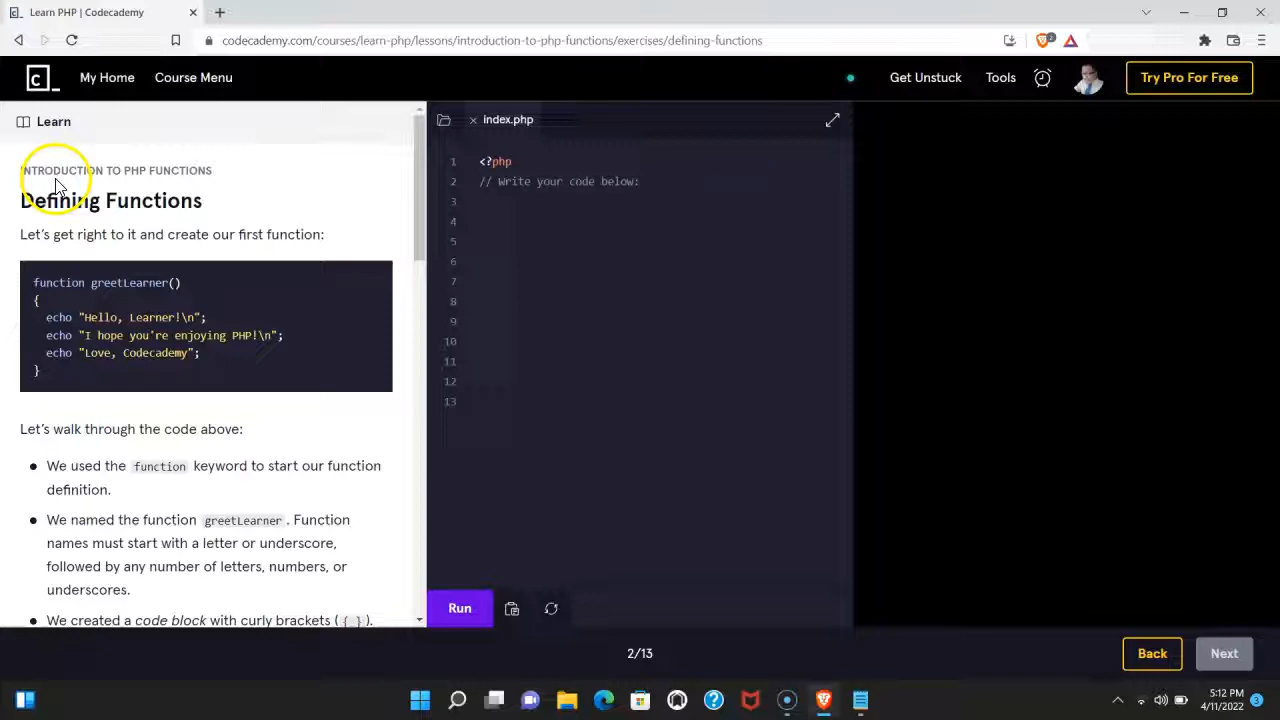 Learn PHP | Codecademy
codecademy.com/courses/learn-php/lessons/introduction-to-php-functions/exercises/defining-functions
My Home
Course Menu
Get Unstuck
Tools
Try Pro For Free
Learn
INTRODUCTION TO PHP FUNCTIONS
Defining Functions
Let's get right to it and create our first function:
function greetLearner()
{
echo "Hello, Learner!\n";
echo "I hope you're enjoying PHP!\n";
echo "Love, Codecademy";
}
Let's walk through the code above:
We used the function keyword to start our function
definition.
We named the function greetLearner. Function
names must start with a letter or underscore,
followed by any number of letters, numbers, or
underscores.
We created a code block with curly brackets ({ }).
index.php
1 <?php
2 // Write your code below:
3
4
5
6
7
8
9
10
11
12
13
Run
2/13
Back
Next
5:12 PM
4/11/2022
3